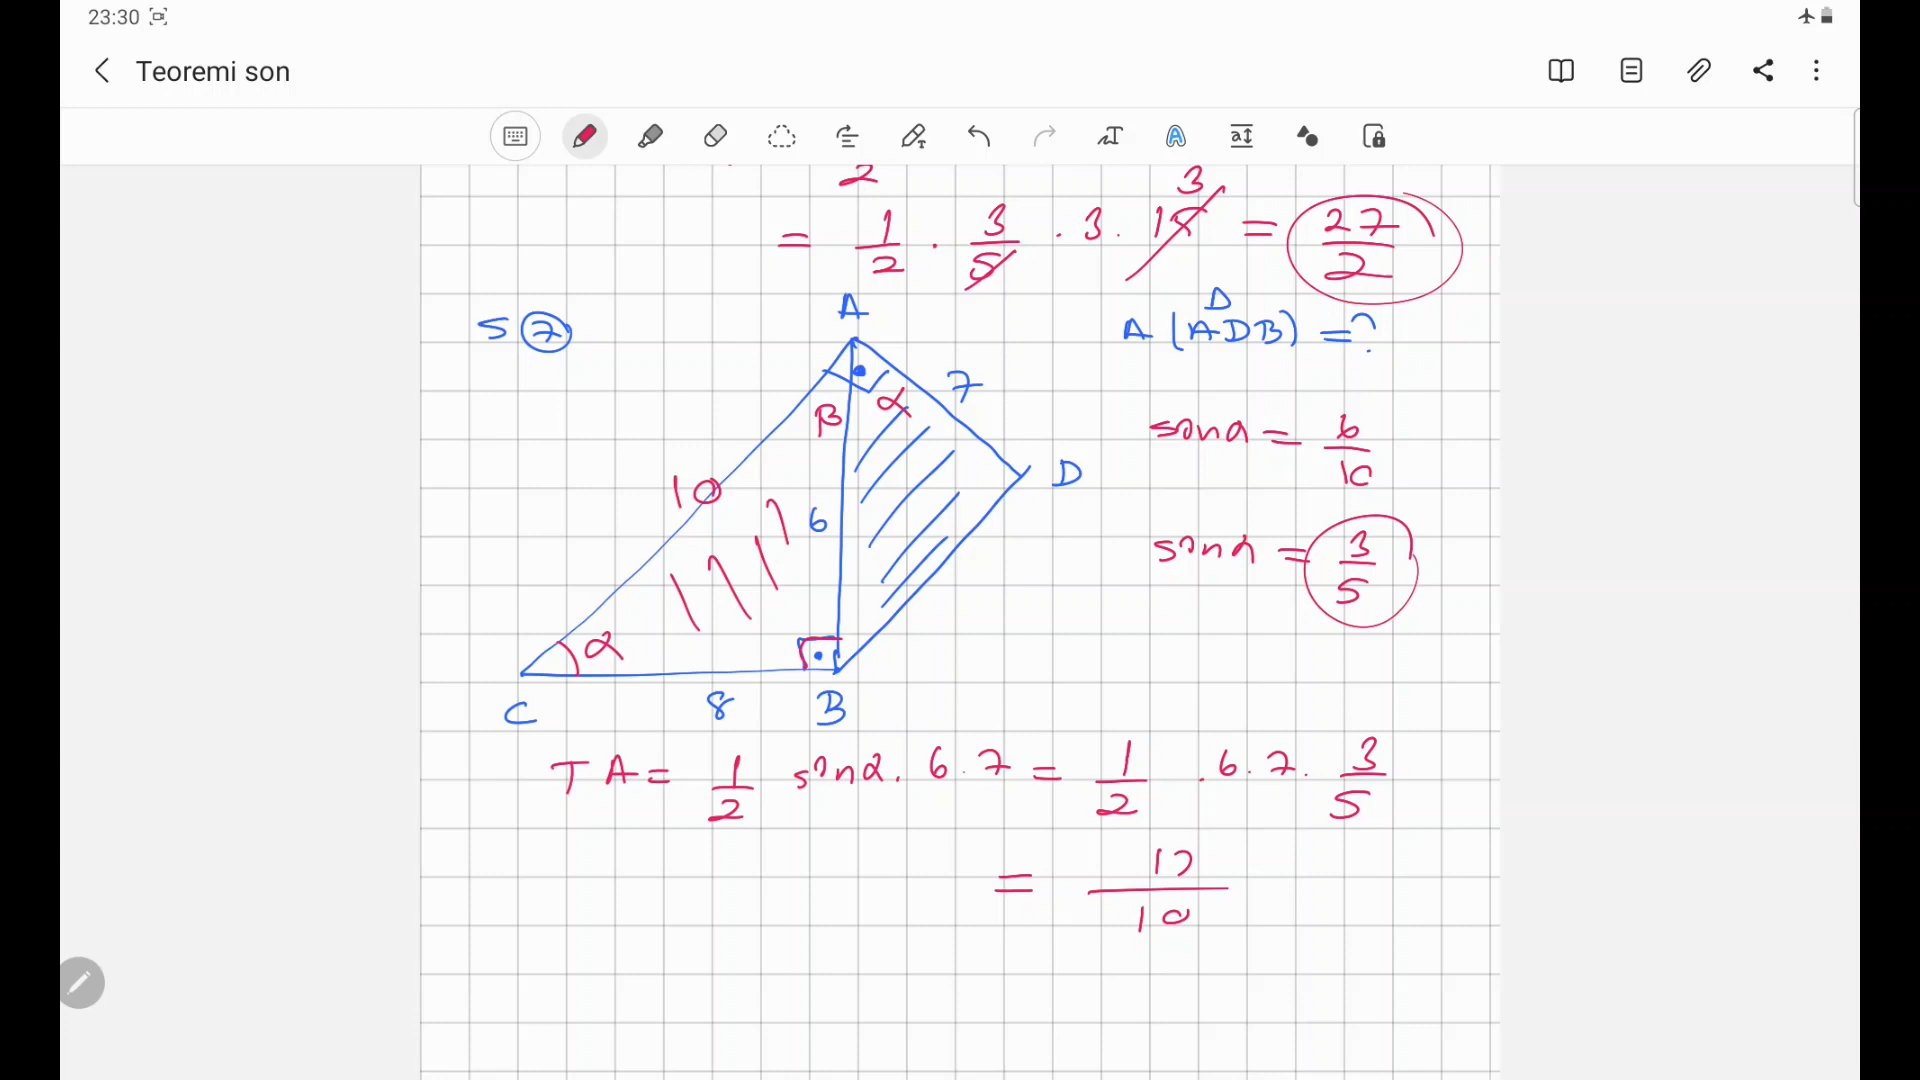 23:30
Teoremi son
2
= 1/2 . 3/5 . 3 . 15 3 = 27/2
S 7
A
A (ADB) = ?
D
7
β α
sin α = 6/10
D
10
6
sin α = 3/5
α
C 8 B
TA = 1/2 sin α . 6 . 7 = 1/2 . 6 . 7 . 3/5
= 12/10